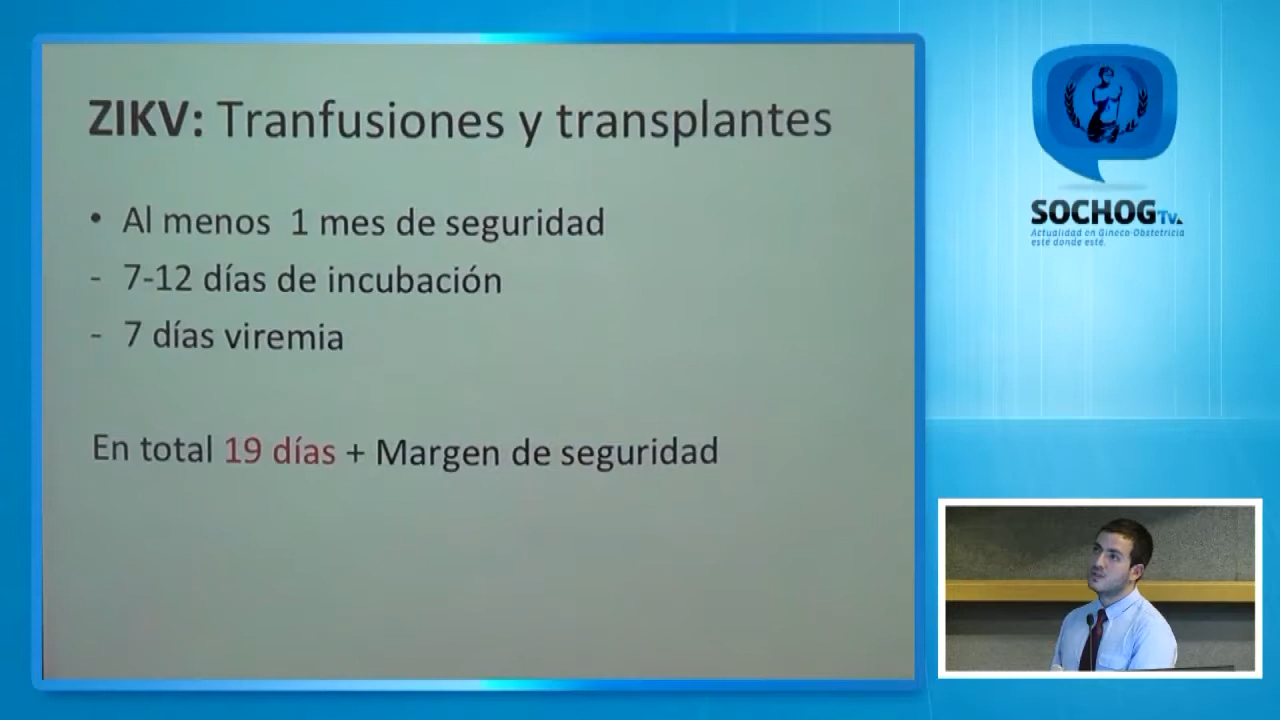 ZIKV: Tranfusiones y transplantes
• Al menos 1 mes de seguridad
- 7-12 días de incubación
- 7 días viremia
En total 19 días + Margen de seguridad
SOCHOG Tv.
Actualidad en Gineco-Obstetricia
esté donde esté.